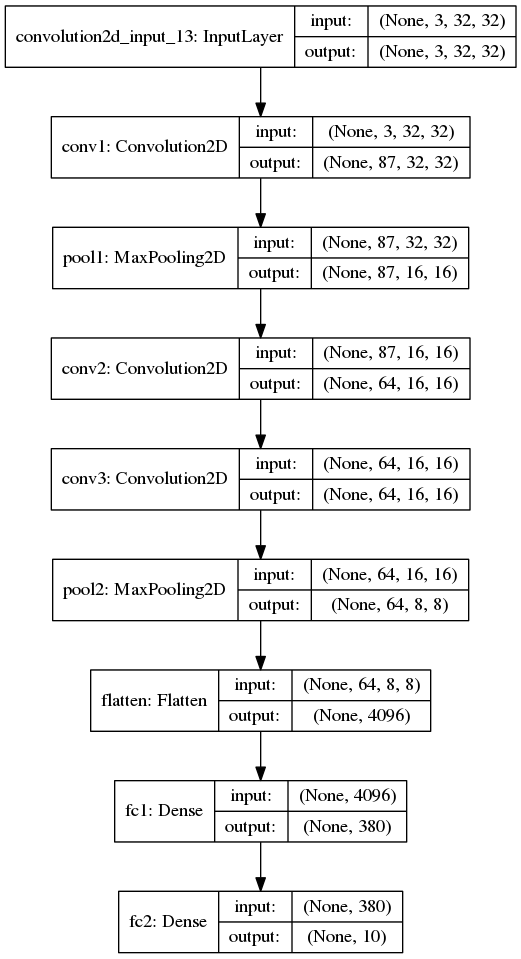 convolution2d_input_13: InputLayer
input: (None, 3, 32, 32)
output: (None, 3, 32, 32)
conv1: Convolution2D
input: (None, 3, 32, 32)
output: (None, 87, 32, 32)
pool1: MaxPooling2D
input: (None, 87, 32, 32)
output: (None, 87, 16, 16)
conv2: Convolution2D
input: (None, 87, 16, 16)
output: (None, 64, 16, 16)
conv3: Convolution2D
input: (None, 64, 16, 16)
output: (None, 64, 16, 16)
pool2: MaxPooling2D
input: (None, 64, 16, 16)
output: (None, 64, 8, 8)
flatten: Flatten
input: (None, 64, 8, 8)
output: (None, 4096)
fc1: Dense
input: (None, 4096)
output: (None, 380)
fc2: Dense
input: (None, 380)
output: (None, 10)